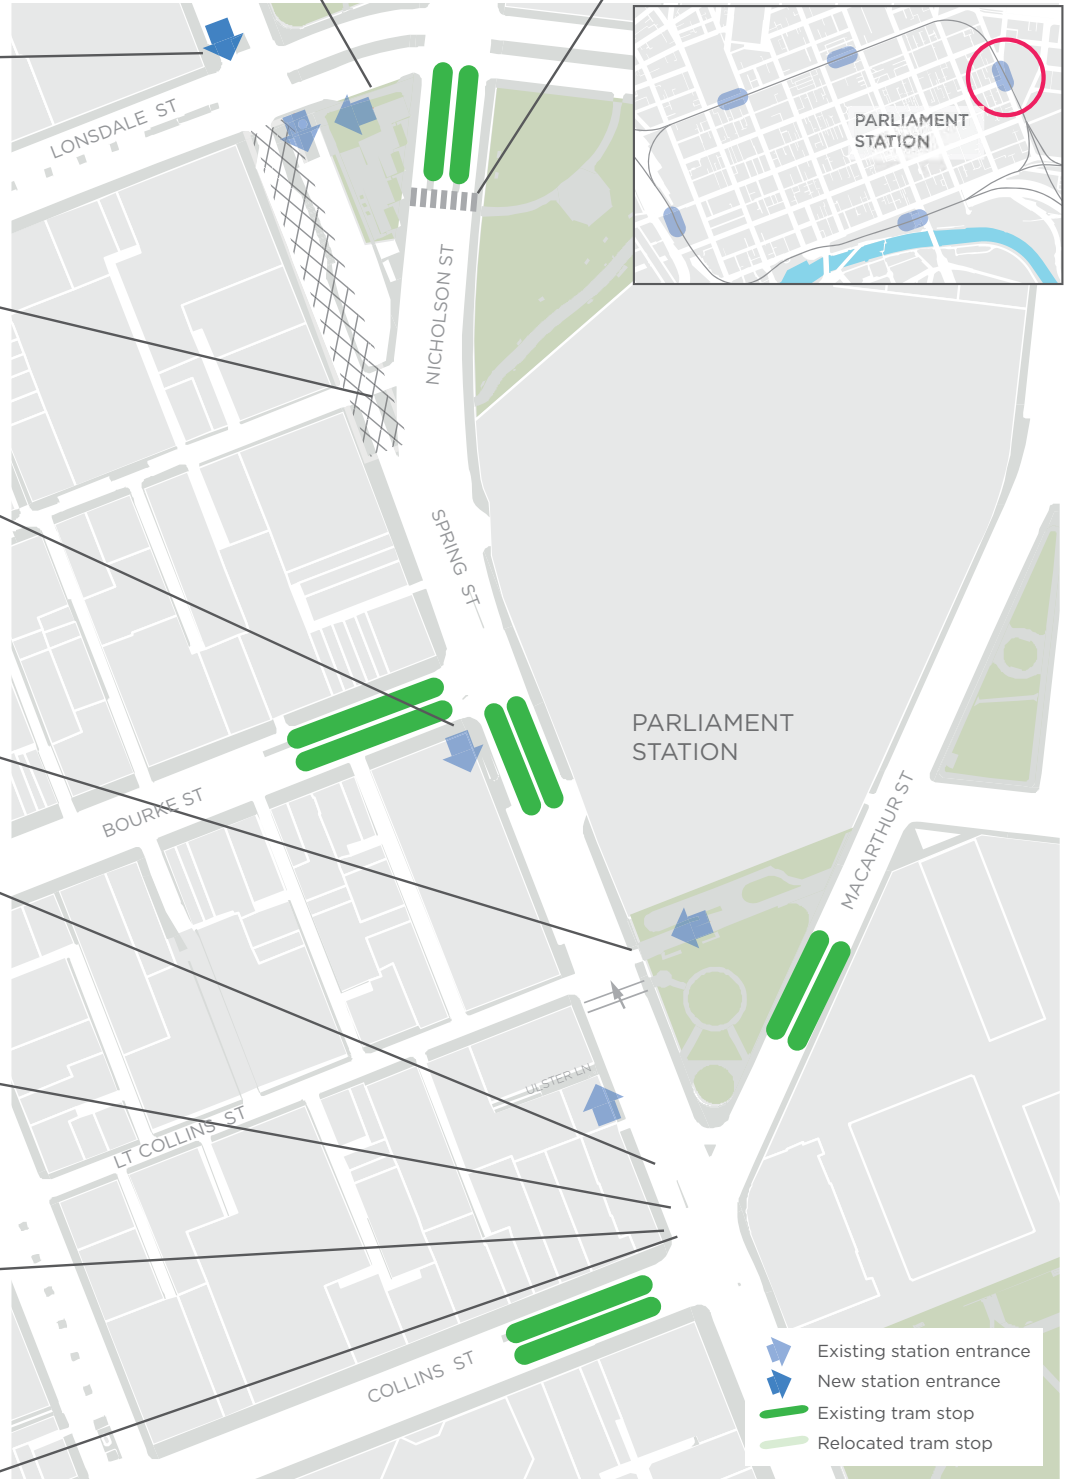 LONSDALE ST
PARLIAMENT
STATION
NICHOLSON ST
SPRING ST
PARLIAMENT
STATION
BOURKE ST
MACARTHUR ST
ULSTER LN
LT COLLINS ST
COLLINS ST
Existing station entrance
New station entrance
Existing tram stop
Relocated tram stop